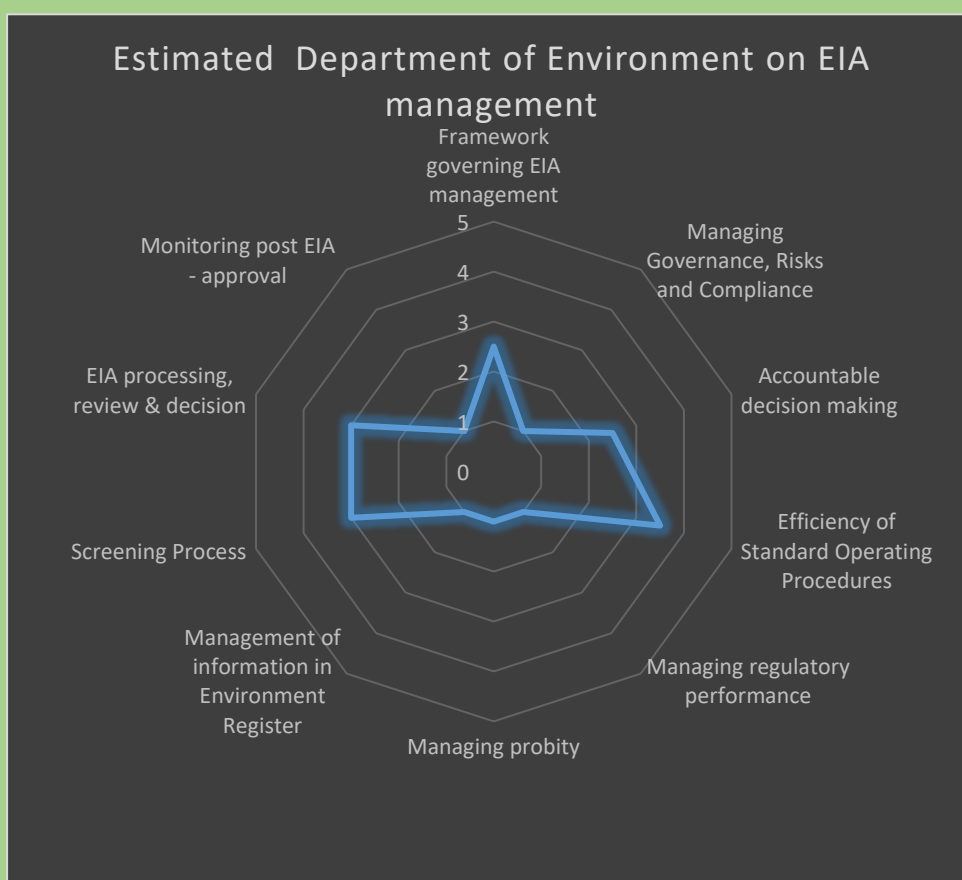 Estimated  Department of Environment on EIA
management
Framework
governing EIA
management
Managing
Governance, Risks
and Compliance
Accountable
decision making
Efficiency of
Standard Operating
Procedures
Managing regulatory
performance
Managing probity
Management of
information in
Environment
Register
Screening Process
EIA processing,
review & decision
Monitoring post EIA
- approval
5
4
3
2
1
0